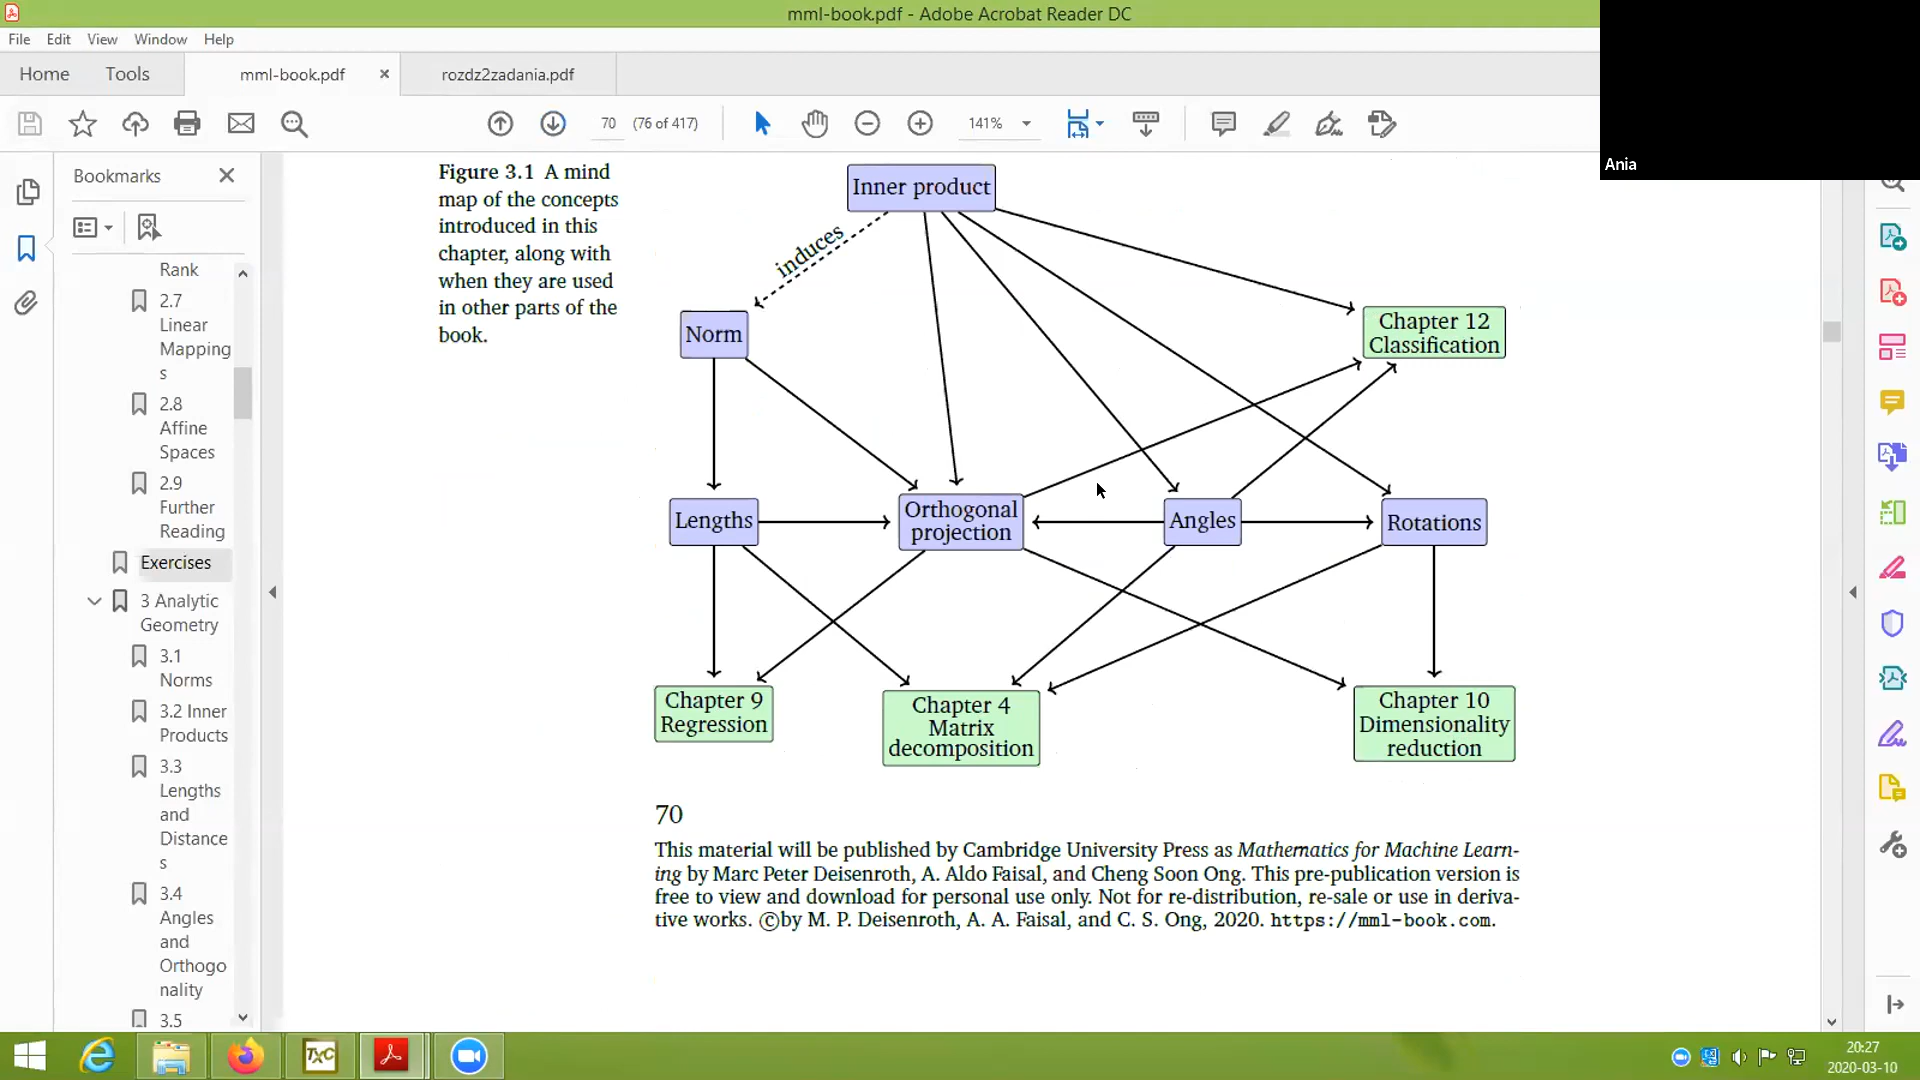 mml-book.pdf - Adobe Acrobat Reader DC
File Edit View Window Help
Home Tools mml-book.pdf rozdz2zadania.pdf
70 (76 of 417) 141%
Ania
Bookmarks
Rank
2.7
Linear
Mapping
s
2.8
Affine
Spaces
2.9
Further
Reading
Exercises
3 Analytic
Geometry
3.1
Norms
3.2 Inner
Products
3.3
Lengths
and
Distance
s
3.4
Angles
and
Orthogo
nality
3.5
Figure 3.1 A mind
map of the concepts
introduced in this
chapter, along with
when they are used
in other parts of the
book.
Inner product
induces
Norm
Chapter 12
Classification
Lengths
Orthogonal
projection
Angles
Rotations
Chapter 9
Regression
Chapter 4
Matrix
decomposition
Chapter 10
Dimensionality
reduction
70
This material will be published by Cambridge University Press as Mathematics for Machine Learn-
ing by Marc Peter Deisenroth, A. Aldo Faisal, and Cheng Soon Ong. This pre-publication version is
free to view and download for personal use only. Not for re-distribution, re-sale or use in deriva-
tive works. ©by M. P. Deisenroth, A. A. Faisal, and C. S. Ong, 2020. https://mml-book.com.
TXC
20:27
2020-03-10